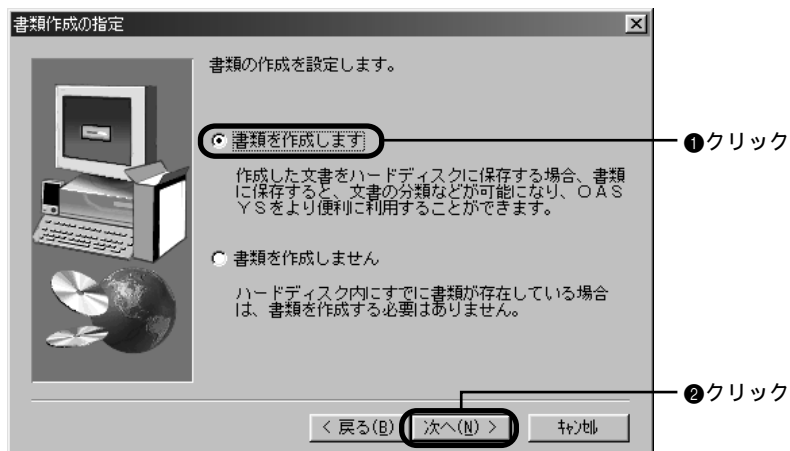 書類作成の指定
書類の作成を設定します。
書類を作成します
❶クリック
作成した文書をハードディスクに保存する場合、書類
に保存すると、文書の分類などが可能になり、ＯＡＳ
ＹＳをより便利に利用することができます。
書類を作成しません
ハードディスク内にすでに書類が存在している場合
は、書類を作成する必要はありません。
❷クリック
< 戻る(B) 次へ(N) > ｷｬﾝｾﾙ